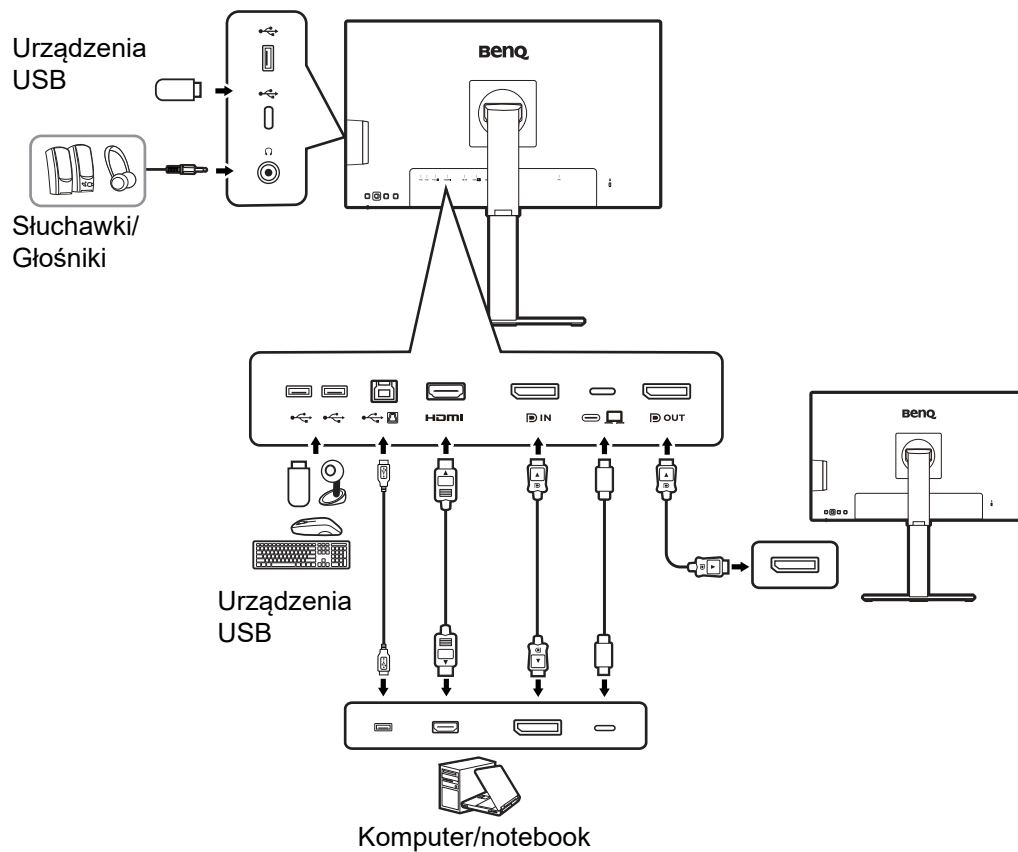 Urządzenia
USB
BenQ
Słuchawki/
Głośniki
HDMI
IN
OUT
BenQ
Urządzenia
USB
Komputer/notebook